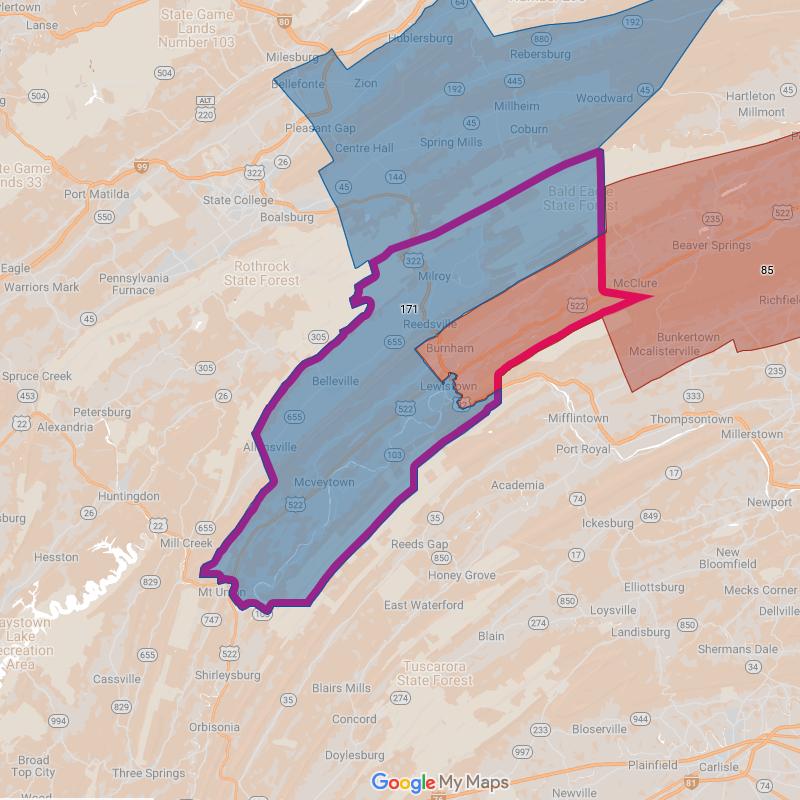 lertown
Lanse
State Game
Lands
Number 103
80
64
Hublersburg
192
880
Rebersburg
Milesburg
504
504
Bellefonte
Zion
445
192
45
Hartleton
45
Woodward
Millheim
Millmont
ALT
220
Pleasant Gap
45
Coburn
Spring Mills
Centre Hall
te Game
nds 33
99
322
26
144
45
Port Matilda
550
State College
Boalsburg
Bald Eagle
State Forest
235
522
Beaver Springs
Eagle
Warriors Mark
Pennsylvania
Furnace
Rothrock
State Forest
322
Milroy
McClure
85
Richfield
45
171
522
Reedsville
305
655
Burnham
Bunkertown
Mcalisterville
235
Spruce Creek
453
305
Belleville
Lewistown
22
Petersburg
Alexandria
26
655
522
Mifflintown
333
Thompsontown
Millerstown
Allensville
Port Royal
103
17
Huntingdon
Mcveytown
Academia
Newport
74
26
22
522
655
35
849
Ickesburg
Hesston
Mill Creek
Reeds Gap
850
17
New
Bloomfield
829
Honey Grove
Mt Union
Elliottsburg
Mecks Corner
747
103
East Waterford
850
Loysville
Dellville
aystown
Lake
ecreation
Area
274
Landisburg
850
Blain
522
655
Shirleysburg
Tuscarora
State Forest
Shermans Dale
34
Cassville
829
35
Blairs Mills
274
994
Orbisonia
Concord
233
944
Bloserville
Broad
Top City
Three Springs
Doylesburg
997
Plainfield
Carlisle
Google My Maps
81
74
Newville